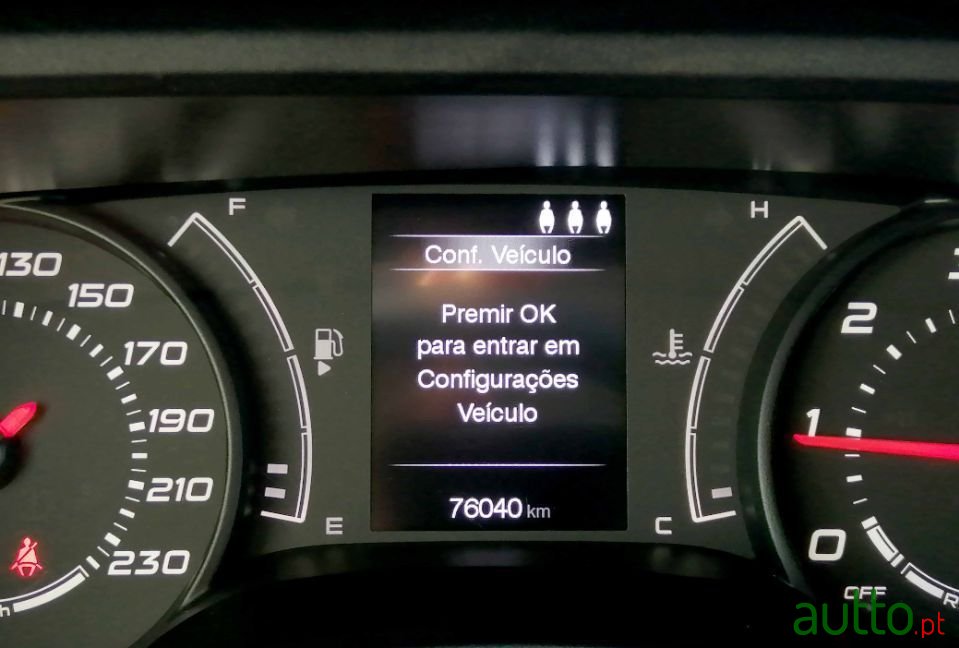 F
H
130
150
170
190
210
230
Conf. Veículo
Premir OK
para entrar em
Configurações
Veículo
76040 km
E
C
2
1
0
OFF
autto.pt